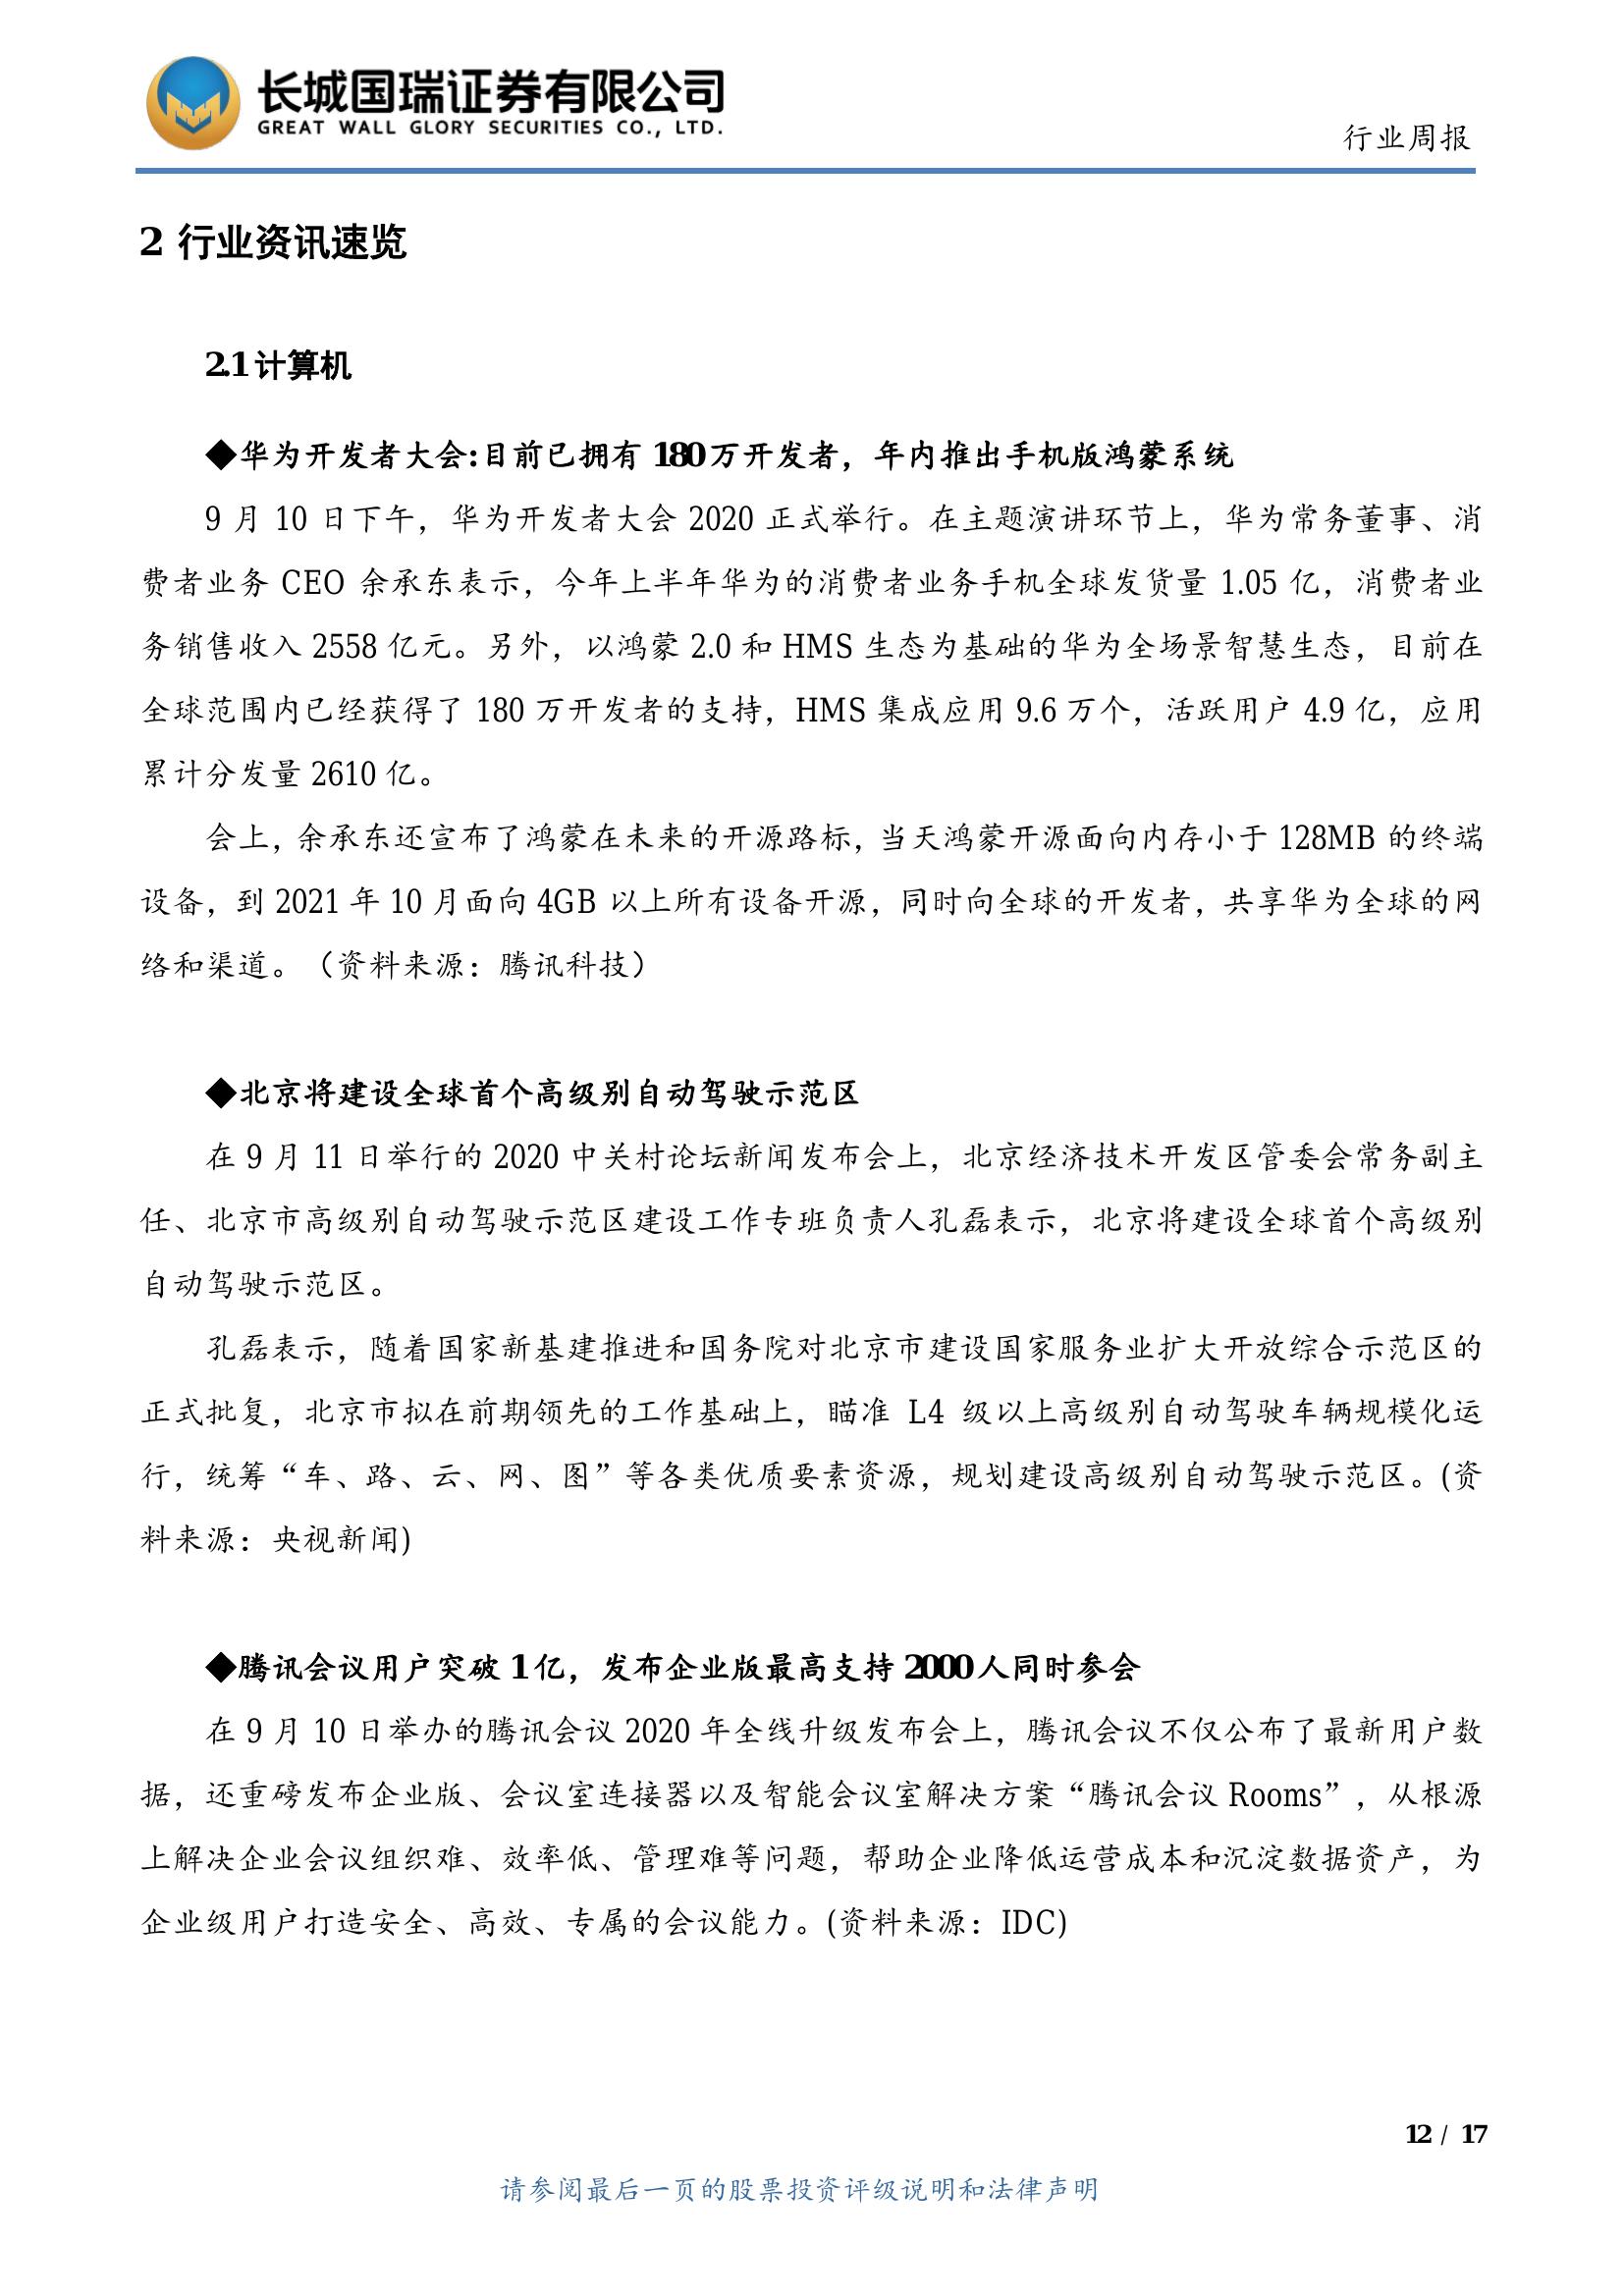 长城国瑞证券有限公司
GREAT WALL GLORY SECURITIES CO., LTD.
行业周报
2 行业资讯速览
2.1计算机
◆华为开发者大会:目前已拥有 180万开发者，年内推出手机版鸿蒙系统
9 月 10 日下午，华为开发者大会 2020 正式举行。在主题演讲环节上，华为常务董事、消
费者业务 CEO 余承东表示，今年上半年华为的消费者业务手机全球发货量 1.05 亿，消费者业
务销售收入 2558 亿元。另外，以鸿蒙 2.0 和 HMS 生态为基础的华为全场景智慧生态，目前在
全球范围内已经获得了 180 万开发者的支持，HMS 集成应用 9.6 万个，活跃用户 4.9 亿，应用
累计分发量 2610 亿。
会上，余承东还宣布了鸿蒙在未来的开源路标，当天鸿蒙开源面向内存小于 128MB 的终端
设备，到 2021 年 10 月面向 4GB 以上所有设备开源，同时向全球的开发者，共享华为全球的网
络和渠道。（资料来源：腾讯科技）
◆北京将建设全球首个高级别自动驾驶示范区
在 9 月 11 日举行的 2020 中关村论坛新闻发布会上，北京经济技术开发区管委会常务副主
任、北京市高级别自动驾驶示范区建设工作专班负责人孔磊表示，北京将建设全球首个高级别
自动驾驶示范区。
孔磊表示，随着国家新基建推进和国务院对北京市建设国家服务业扩大开放综合示范区的
正式批复，北京市拟在前期领先的工作基础上，瞄准 L4 级以上高级别自动驾驶车辆规模化运
行，统筹“车、路、云、网、图”等各类优质要素资源，规划建设高级别自动驾驶示范区。(资
料来源：央视新闻)
◆腾讯会议用户突破 1亿，发布企业版最高支持 2000人同时参会
在 9 月 10 日举办的腾讯会议 2020 年全线升级发布会上，腾讯会议不仅公布了最新用户数
据，还重磅发布企业版、会议室连接器以及智能会议室解决方案“腾讯会议 Rooms”，从根源
上解决企业会议组织难、效率低、管理难等问题，帮助企业降低运营成本和沉淀数据资产，为
企业级用户打造安全、高效、专属的会议能力。(资料来源：IDC)
12 / 17
请参阅最后一页的股票投资评级说明和法律声明